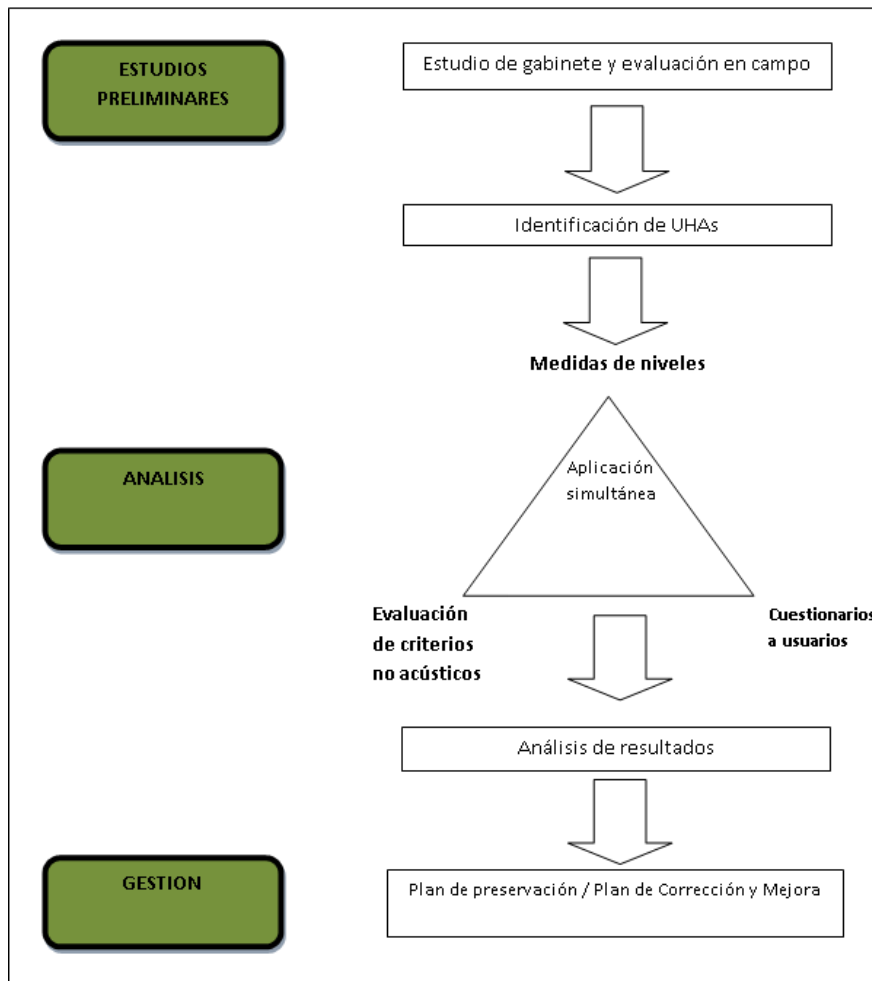 ESTUDIOS
PRELIMINARES
Estudio de gabinete y evaluación en campo
Identificación de UHAs
Medidas de niveles
ANALISIS
Aplicación
simultánea
Evaluación
de criterios
no acústicos
Cuestionarios
a usuarios
Análisis de resultados
GESTION
Plan de preservación / Plan de Corrección y Mejora